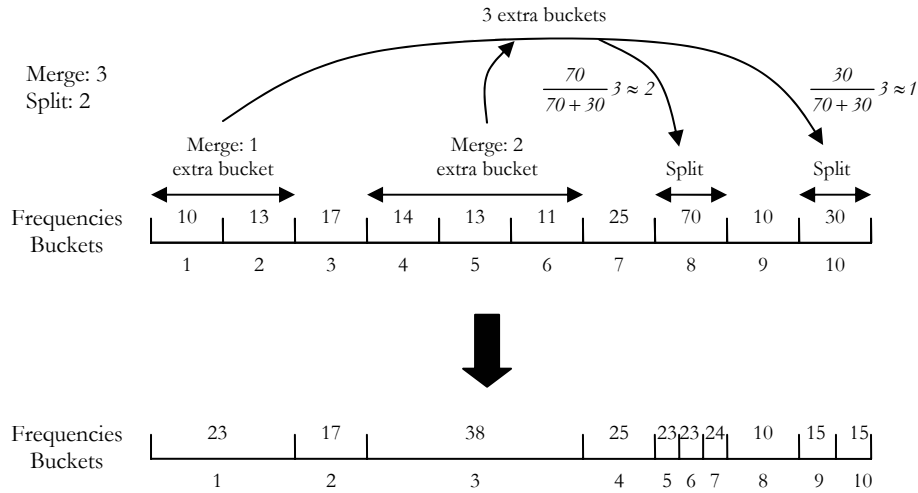 3 extra buckets
Merge: 3
Split: 2
70
70 + 30
3 ≈ 2
30
70 + 30
3 ≈ 1
Merge: 1
extra bucket
Merge: 2
extra bucket
Split
Split
Frequencies 10 13 17 14 13 11 25 70 10 30
Buckets
1 2 3 4 5 6 7 8 9 10
Frequencies 23 17 38 25 23 23 24 10 15 15
Buckets
1 2 3 4 5 6 7 8 9 10